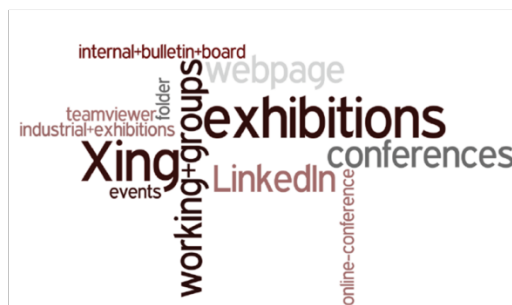 internal+bulletin+board
webpage
folder
teamviewer
industrial+exhibitions
exhibitions
working+groups
Xing
conferences
LinkedIn
events
online-conference